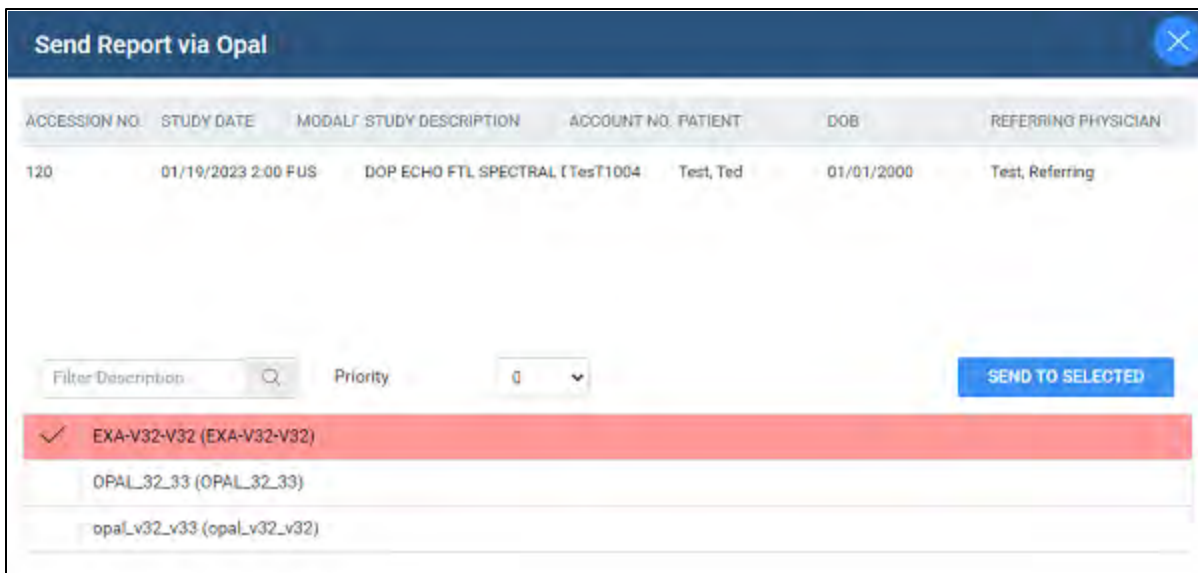 Send Report via Opal
ACCESSION NO. STUDY DATE MODALI STUDY DESCRIPTION ACCOUNT NO. PATIENT DOB REFERRING PHYSICIAN
120 01/19/2023 2:00 F US DOP ECHO FTL SPECTRAL D TesT1004 Test, Ted 01/01/2000 Test, Referring
Filter Description Priority 0 SEND TO SELECTED
EXA-V32-V32 (EXA-V32-V32)
OPAL_32_33 (OPAL_32_33)
opal_v32_v33 (opal_v32_v32)